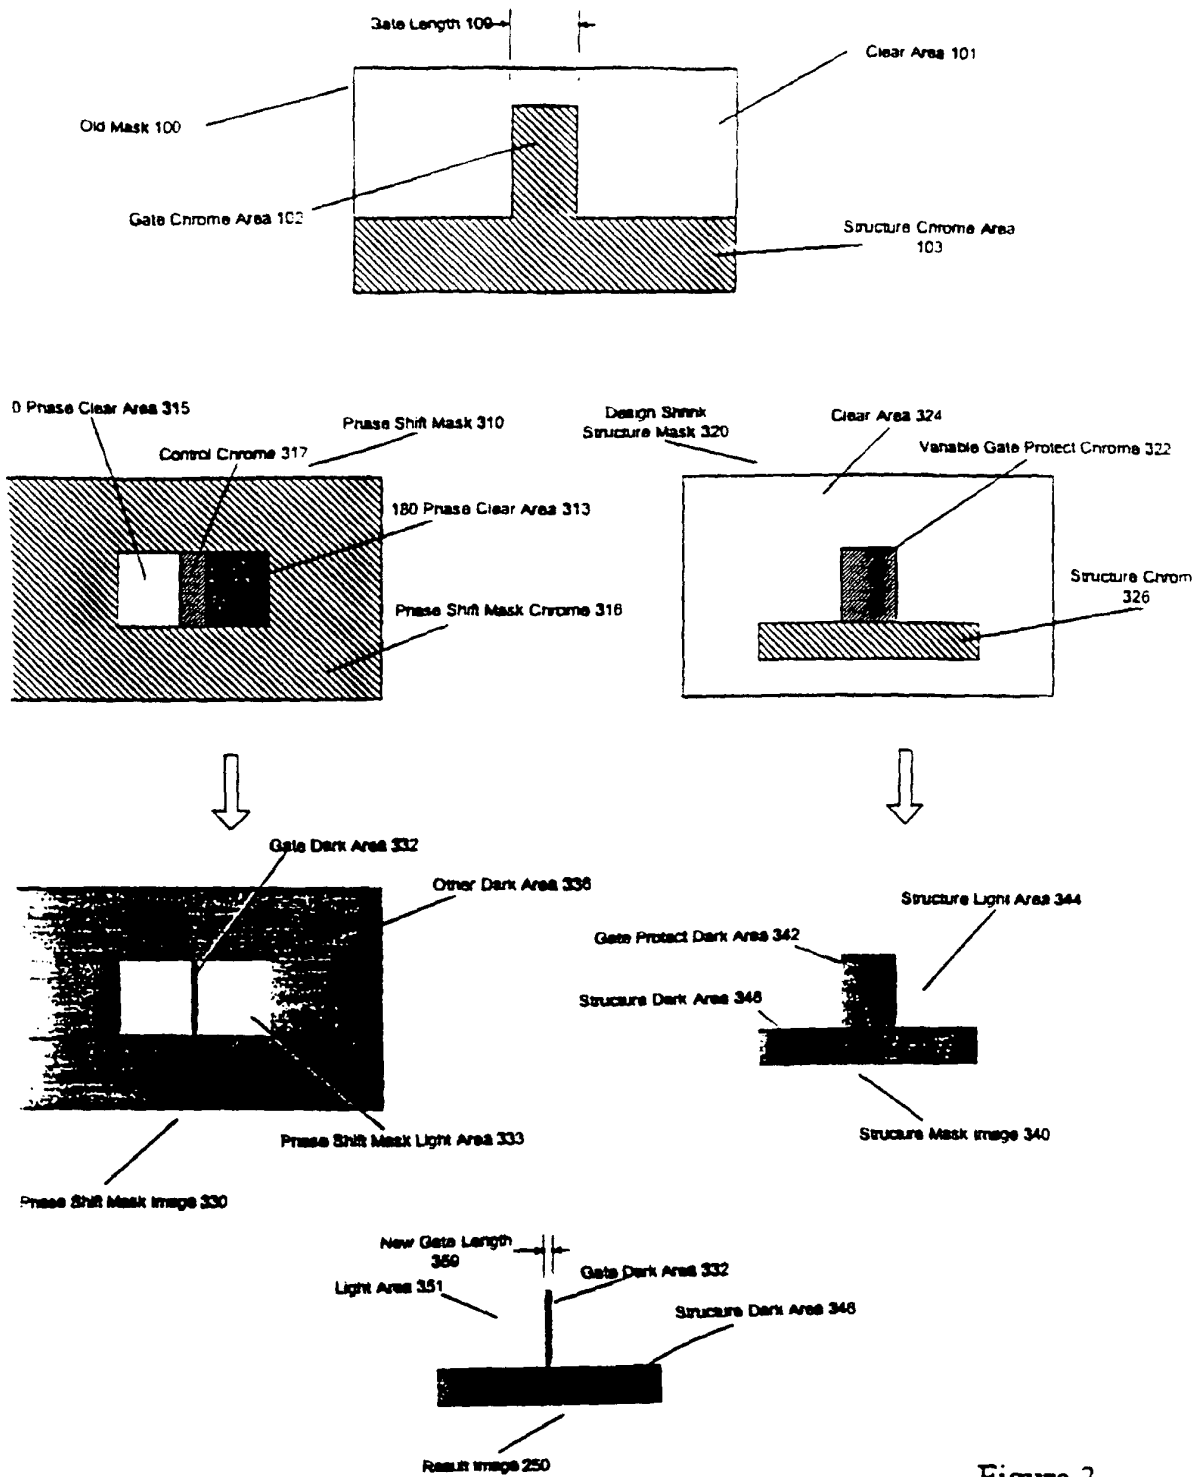 Gate Length 109
Clear Area 101
Old Mask 100
Gate Chrome Area 102
Structure Chrome Area
103
0 Phase Clear Area 315
Phase Shift Mask 310
Control Chrome 317
180 Phase Clear Area 313
Phase Shift Mask Chrome 316
Design Shrink
Structure Mask 320
Clear Area 324
Variable Gate Protect Chrome 322
Structure Chrom
326
Gate Dark Area 332
Other Dark Area 336
Phase Shift Mask Light Area 333
Phase Shift Mask Image 330
Structure Light Area 344
Gate Protect Dark Area 342
Structure Dark Area 346
Structure Mask Image 340
New Gate Length
359
Gate Dark Area 332
Light Area 351
Structure Dark Area 346
Result Image 250
Figure